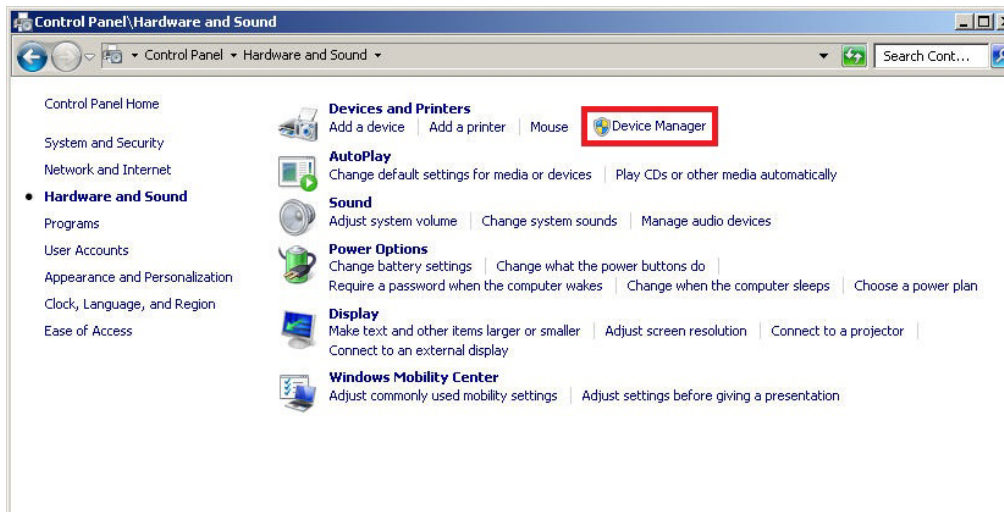 Control Panel\Hardware and Sound
Control Panel Hardware and Sound
Search Cont...
Control Panel Home
System and Security
Network and Internet
Hardware and Sound
Programs
User Accounts
Appearance and Personalization
Clock, Language, and Region
Ease of Access
Devices and Printers
Add a device Add a printer Mouse Device Manager
AutoPlay
Change default settings for media or devices Play CDs or other media automatically
Sound
Adjust system volume Change system sounds Manage audio devices
Power Options
Change battery settings Change what the power buttons do
Require a password when the computer wakes Change when the computer sleeps Choose a power plan
Display
Make text and other items larger or smaller Adjust screen resolution Connect to a projector
Connect to an external display
Windows Mobility Center
Adjust commonly used mobility settings Adjust settings before giving a presentation